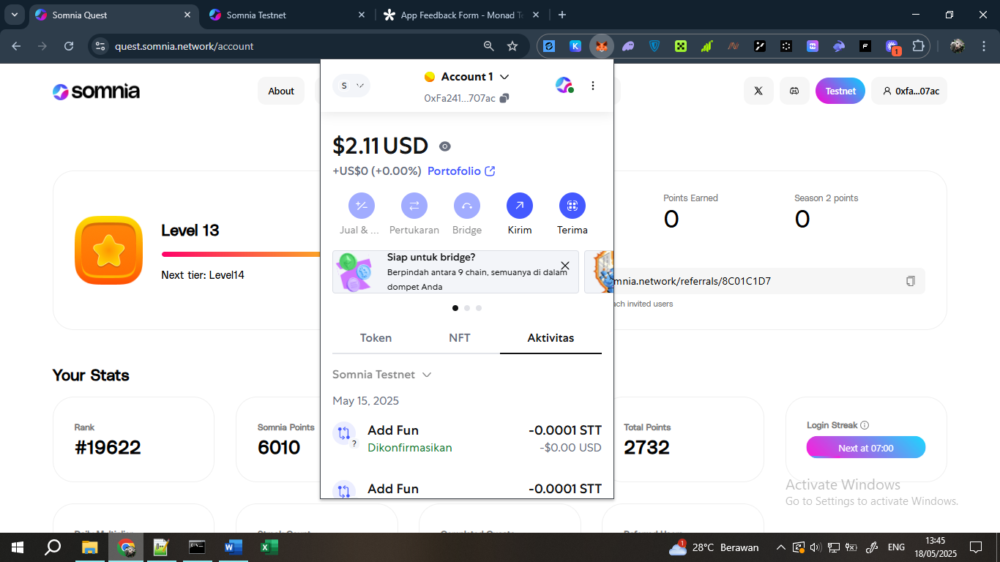 Somnia Quest
Somnia Testnet
App Feedback Form - Monad Te
quest.somnia.network/account
1
somnia
About
Testnet
0xfa...07ac
S
Account 1
0xFa241...707ac
$2.11 USD
+US$0 (+0.00%) Portofolio
Jual & ...
Pertukaran
Bridge
Kirim
Terima
Siap untuk bridge?
Berpindah antara 9 chain, semuanya di dalam
dompet Anda
Token
NFT
Aktivitas
Somnia Testnet
May 15, 2025
Add Fun
-0.0001 STT
?
Dikonfirmasikan
-$0.00 USD
Add Fun
-0.0001 STT
Level 13
Next tier: Level14
Points Earned
0
Season 2 points
0
mnia.network/referrals/8C01C1D7
ch invited users
Your Stats
Rank
#19622
Somnia Points
6010
Total Points
2732
Login Streak
Next at 07:00
Activate Windows
Go to Settings to activate Windows.
1
28°C Berawan
ENG
13:45
18/05/2025